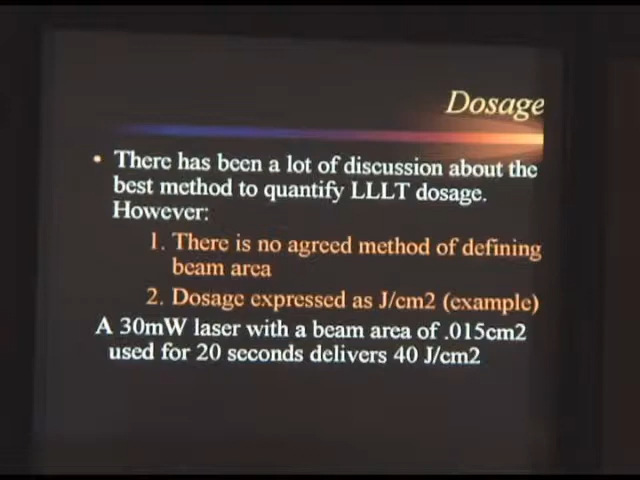 Dosage
• There has been a lot of discussion about the
best method to quantify LLLT dosage.
However:
1. There is no agreed method of defining
beam area
2. Dosage expressed as J/cm2 (example)
A 30mW laser with a beam area of .015cm2
used for 20 seconds delivers 40 J/cm2